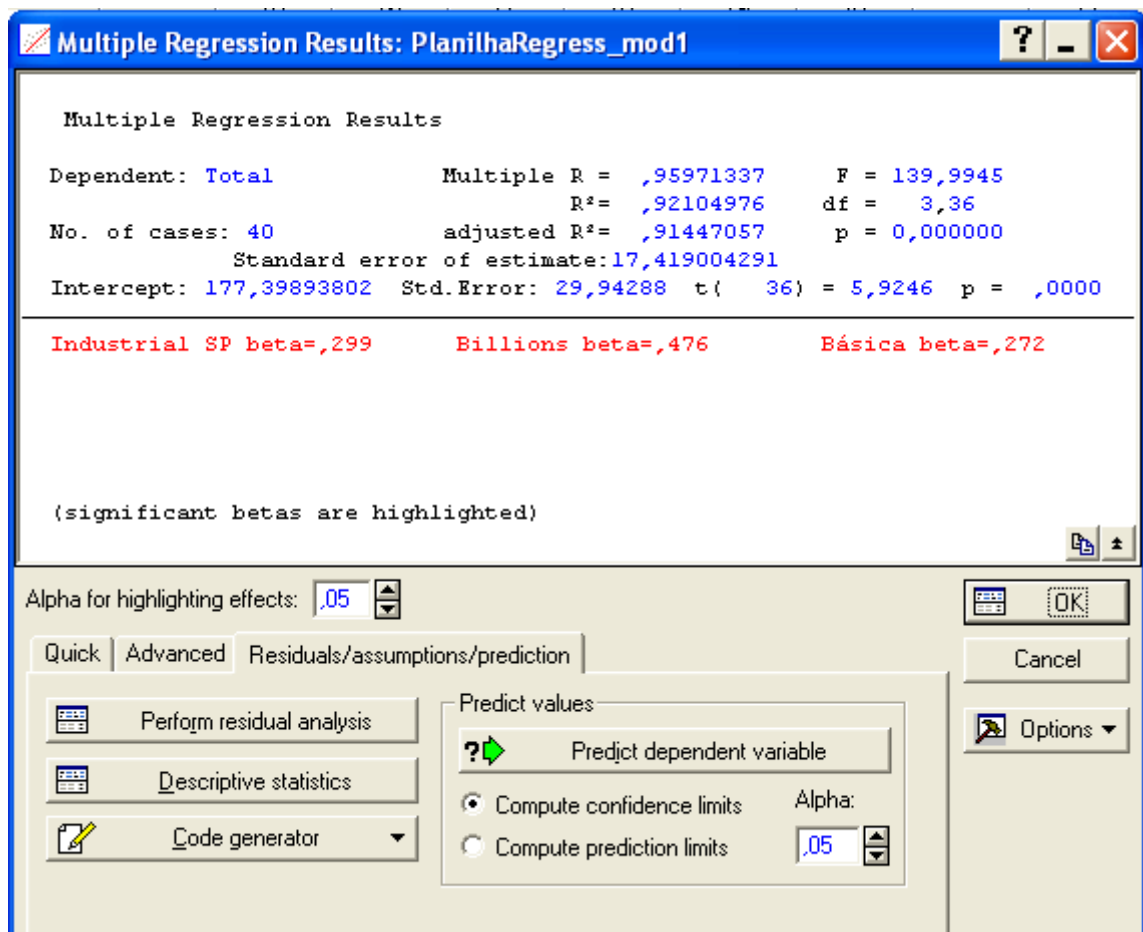 Multiple Regression Results: PlanilhaRegress_mod1
Multiple Regression Results
Dependent: Total Multiple R = ,95971337 F = 139,9945
R²= ,92104976 df = 3,36
No. of cases: 40 adjusted R²= ,91447057 p = 0,000000
Standard error of estimate:17,419004291
Intercept: 177,39893802 Std.Error: 29,94288 t( 36) = 5,9246 p = ,0000
Industrial SP beta=,299 Billions beta=,476 Básica beta=,272
(significant betas are highlighted)
Alpha for highlighting effects: ,05
OK
Quick Advanced Residuals/assumptions/prediction
Cancel
Perform residual analysis
Predict values
Options
? Predict dependent variable
Descriptive statistics
Compute confidence limits Alpha:
Code generator
Compute prediction limits ,05